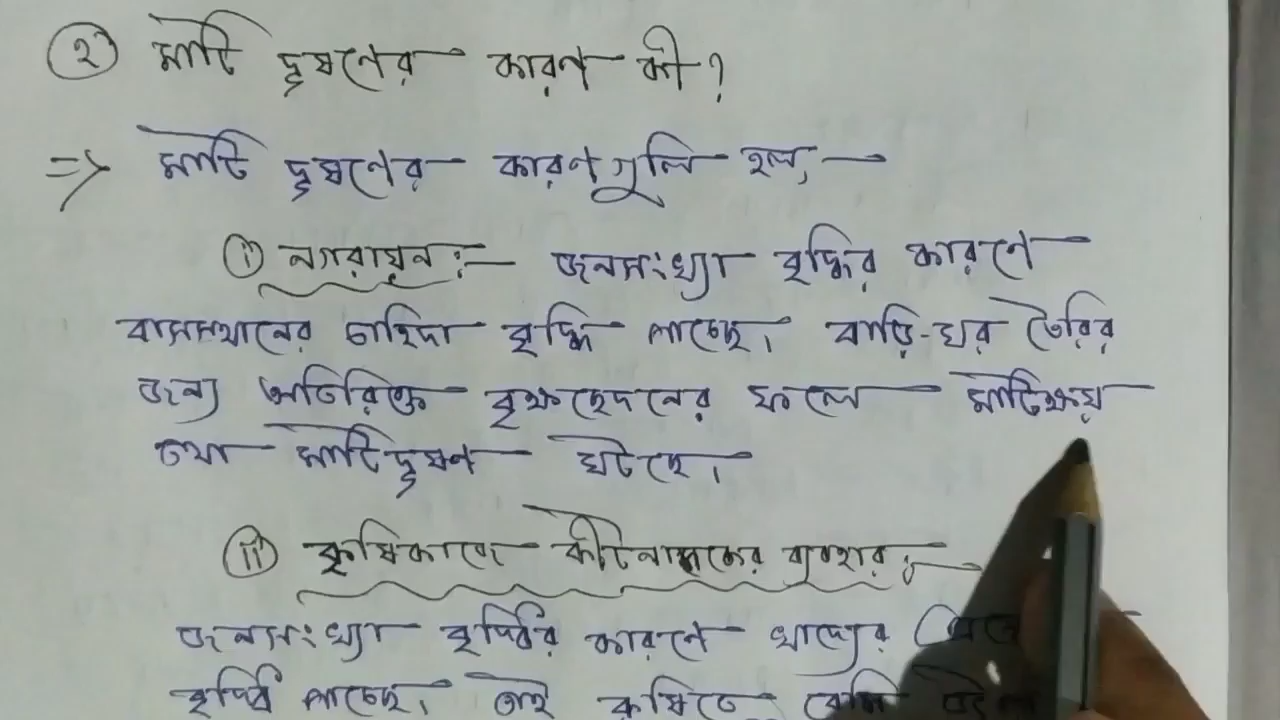 ২ মাটি দূষণের কারণ কী?
=> মাটি দূষণের কারণগুলি হল,—
i) নগরায়ন :— জনসংখ্যা বৃদ্ধির কারণে
বাসস্থানের চাহিদা বৃদ্ধি পাচ্ছে। বাড়ি-ঘর তৈরির
জন্য অতিরিক্ত বৃক্ষছেদনের ফলে মাটিক্ষয়
তথা মাটিদূষণ ঘটছে।
ii) কৃষিকাজে কীটনাশকের ব্যবহার :—
জনসংখ্যা বৃদ্ধির কারণে খাদ্যের
বৃদ্ধি পাচ্ছে। তাই কৃষিতে বেশি